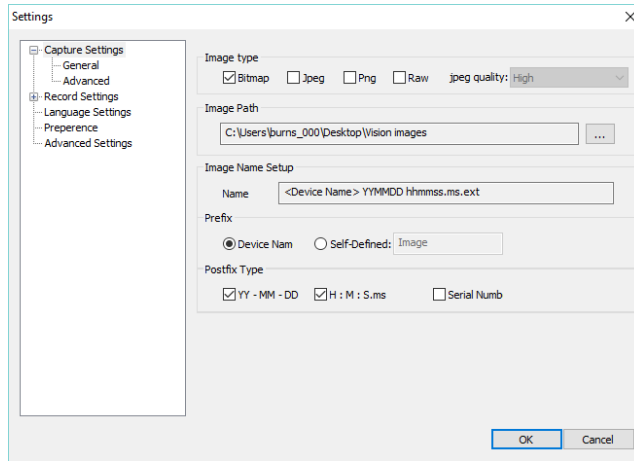 Settings
Capture Settings
General
Advanced
Record Settings
Language Settings
Preperence
Advanced Settings
Image type
Bitmap Jpeg Png Raw jpeg quality: High
Image Path
C:\Users\burns_000\Desktop\Vision images
...
Image Name Setup
Name <Device Name> YYMMDD hhmmss.ms.ext
Prefix
Device Nam Self-Defined: Image
Postfix Type
YY - MM - DD H : M : S.ms Serial Numb
OK Cancel